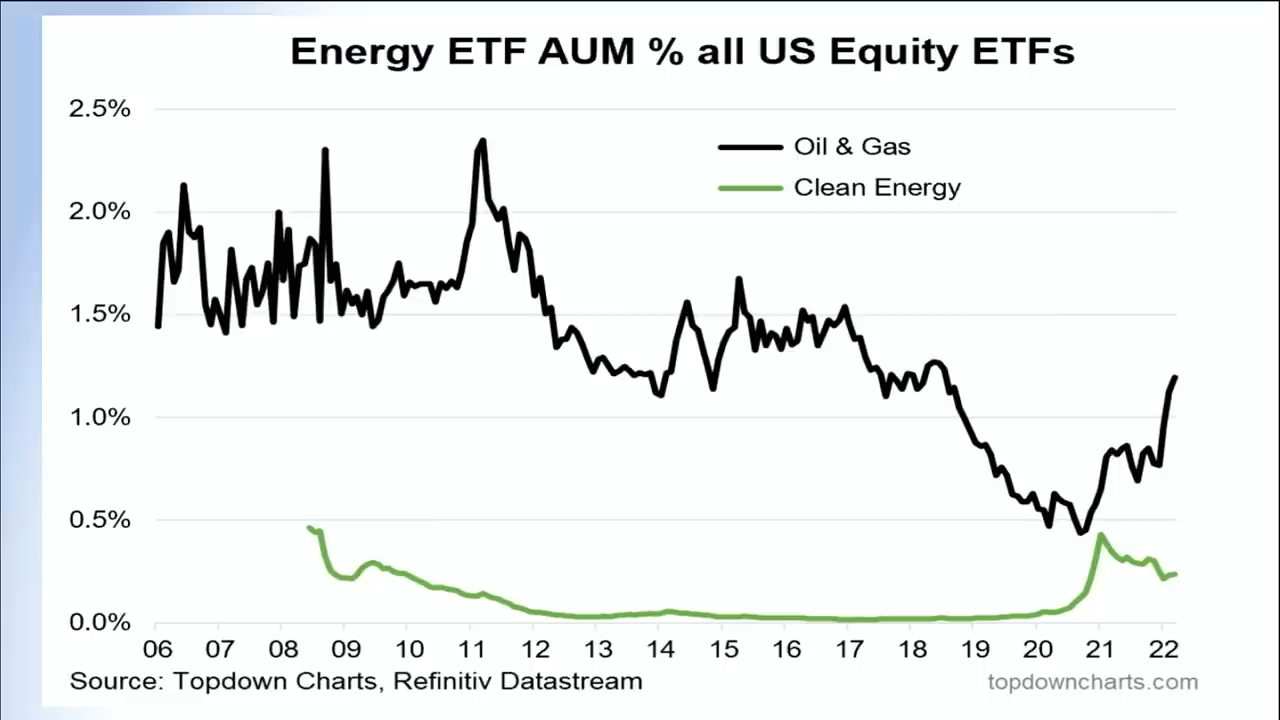 Energy ETF AUM % all US Equity ETFs
2.5%
2.0%
1.5%
1.0%
0.5%
0.0%
Oil & Gas
Clean Energy
06 07 08 09 10 11 12 13 14 15 16 17 18 19 20 21 22
Source: Topdown Charts, Refinitiv Datastream
topdowncharts.com